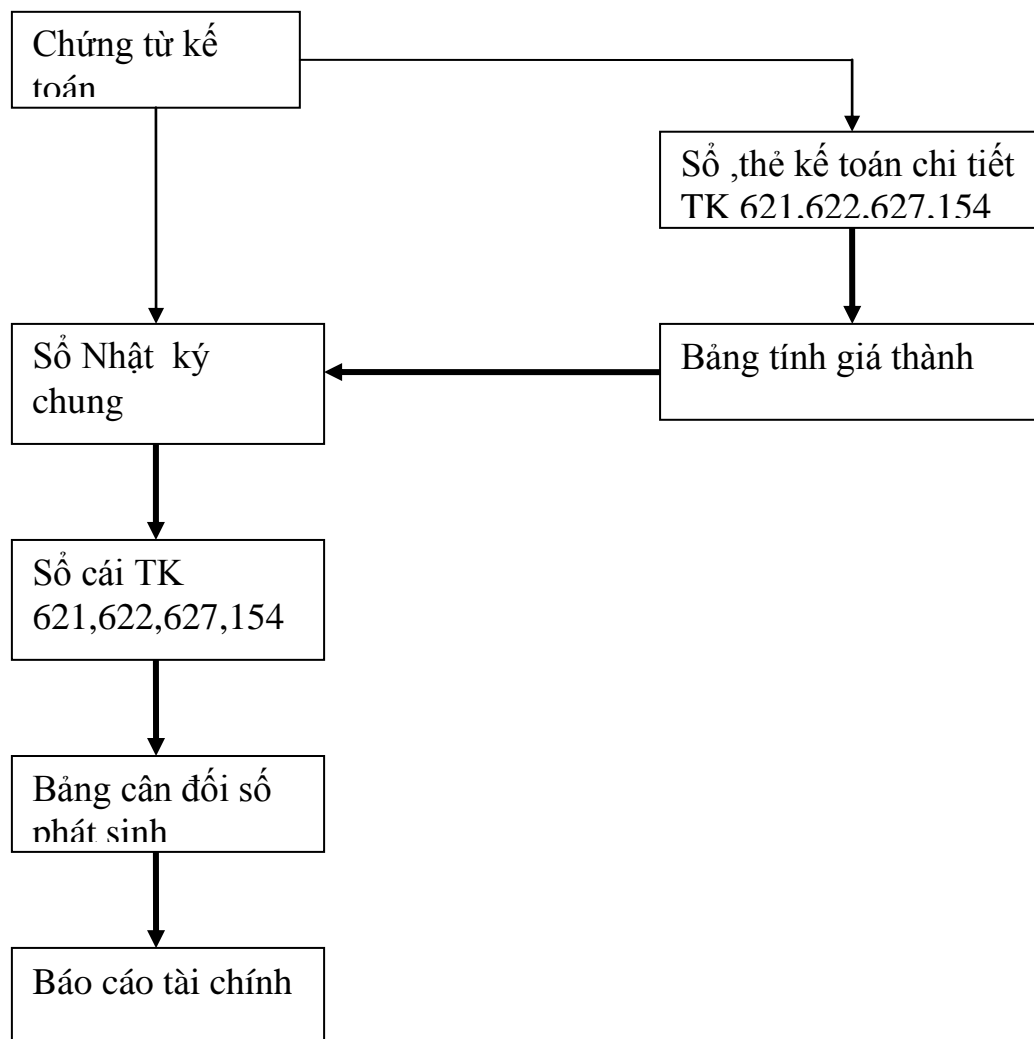 Chứng từ kế
toán
Sổ ,thẻ kế toán chi tiết
TK 621,622,627,154
Sổ Nhật ký
chung
Bảng tính giá thành
Sổ cái TK
621,622,627,154
Bảng cân đối số
phát sinh
Báo cáo tài chính